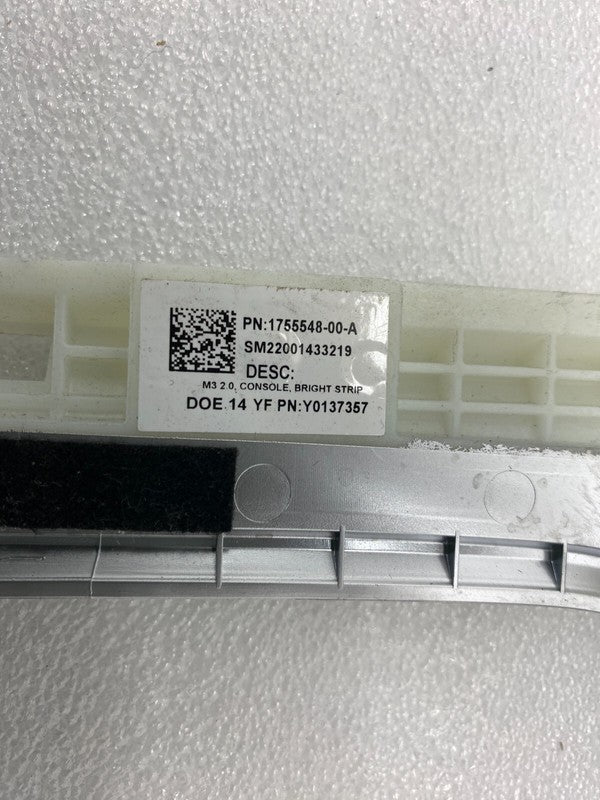 PN:1755548-00-A
SM22001433219
DESC:
M3 2.0, CONSOLE, BRIGHT STRIP
DOE.14 YF PN:Y0137357